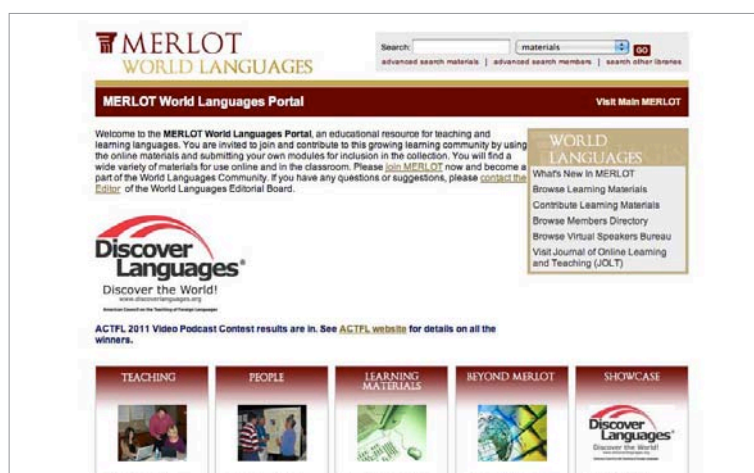 MERLOT
WORLD LANGUAGES
Search:
materials
GO
advanced search materials | advanced search members | search other libraries
MERLOT World Languages Portal
Visit Main MERLOT
Welcome to the MERLOT World Languages Portal, an educational resource for teaching and
learning languages. You are invited to join and contribute to this growing learning community by using
the online materials and submitting your own modules for inclusion in the collection. You will find a
wide variety of materials for use online and in the classroom. Please join MERLOT now and become a
part of the World Languages Community. If you have any questions or suggestions, please contact the
Editor of the World Languages Editorial Board.
WORLD
LANGUAGES
What's New In MERLOT
Browse Learning Materials
Contribute Learning Materials
Browse Members Directory
Browse Virtual Speakers Bureau
Visit Journal of Online Learning
and Teaching (JOLT)
Discover
Languages®
Discover the World!
www.discoverlanguages.org
American Council on the Teaching of Foreign Languages
ACTFL 2011 Video Podcast Contest results are in. See ACTFL website for details on all the
winners.
TEACHING
PEOPLE
LEARNING
MATERIALS
BEYOND MERLOT
SHOWCASE
Discover
Languages®
Discover the World!